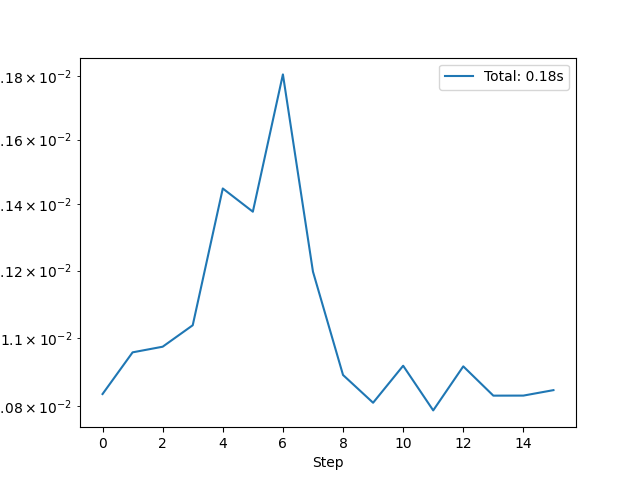 Total: 0.18s
.18 × 10⁻²
.16 × 10⁻²
.14 × 10⁻²
.12 × 10⁻²
1.1 × 10⁻²
.08 × 10⁻²
0 2 4 6 8 10 12 14
Step